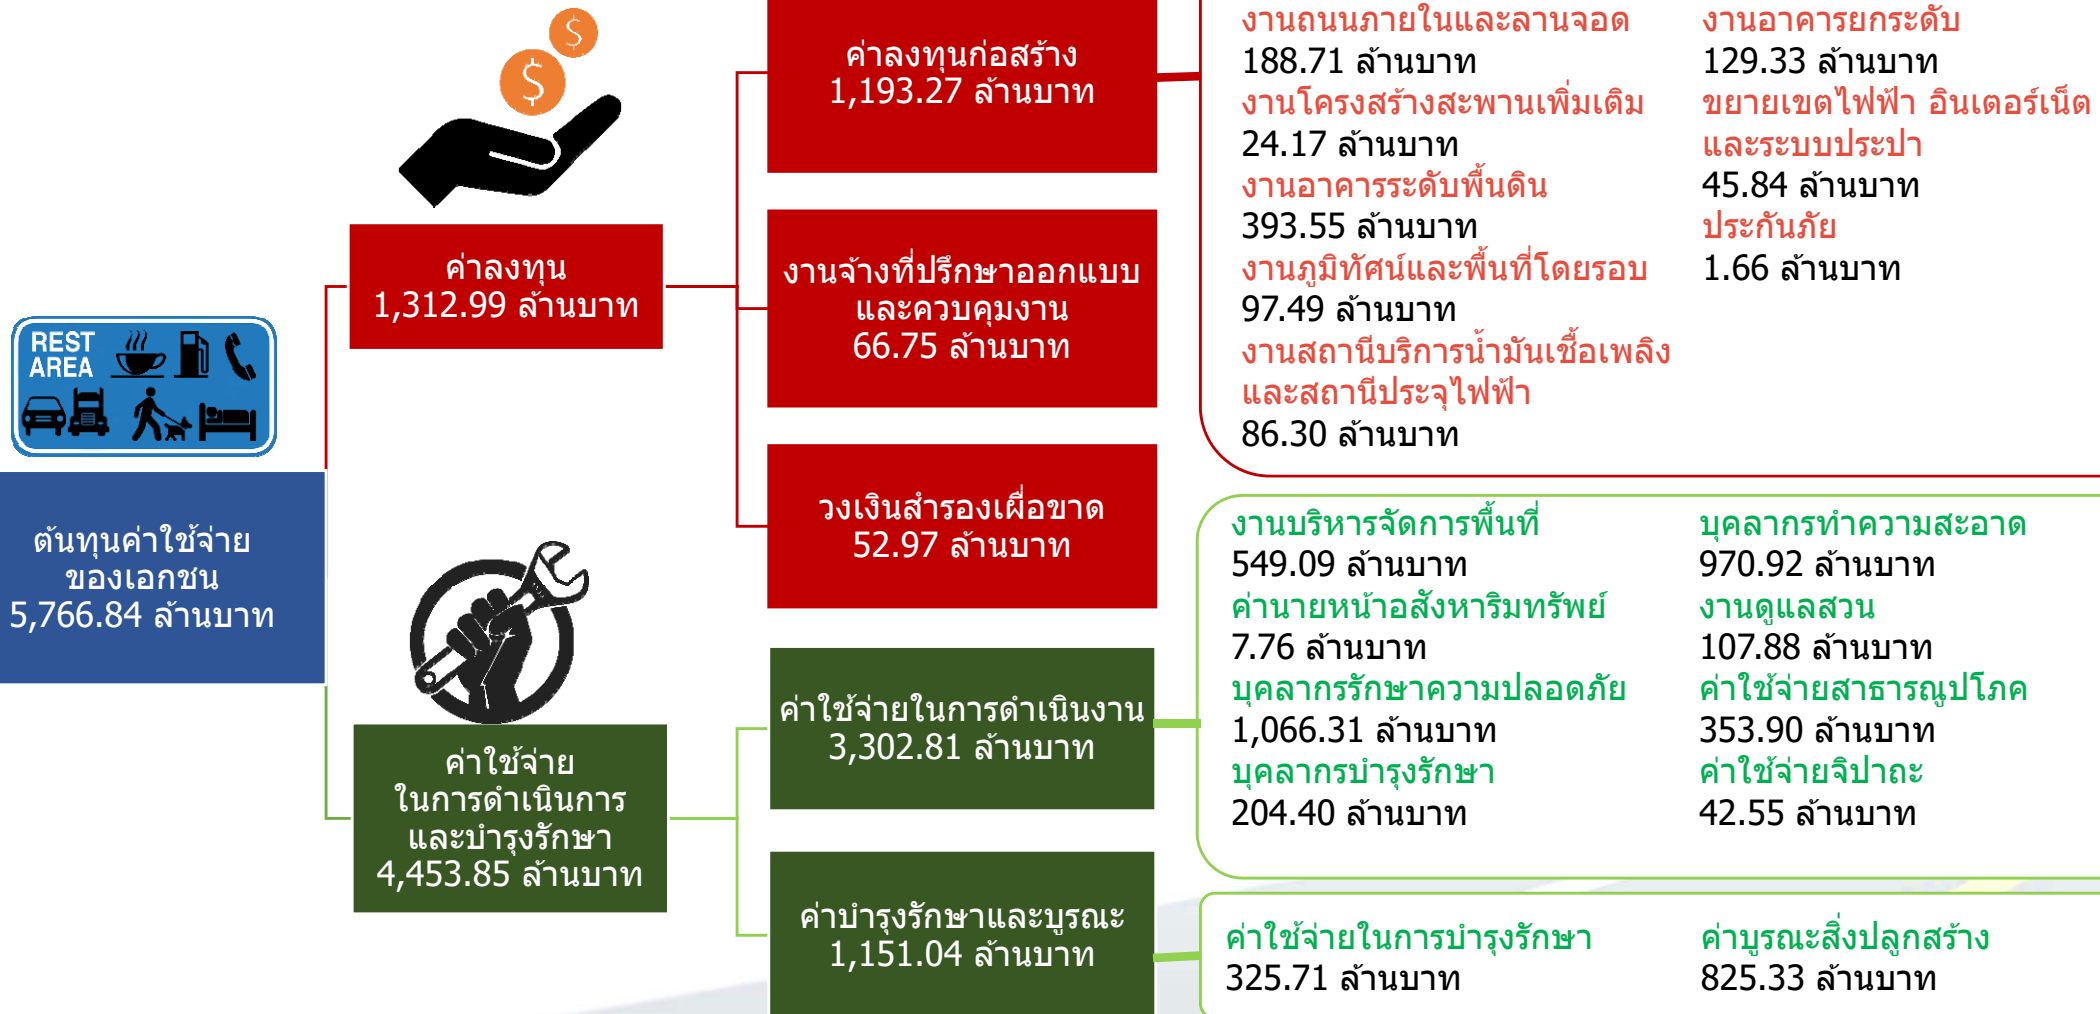 REST
AREA
ต้นทุนค่าใช้จ่าย
ของเอกชน
5,766.84 ล้านบาท
ค่าลงทุน
1,312.99 ล้านบาท
ค่าลงทุนก่อสร้าง
1,193.27 ล้านบาท
งานจ้างที่ปรึกษาออกแบบ
และควบคุมงาน
66.75 ล้านบาท
วงเงินสำรองเผื่อขาด
52.97 ล้านบาท
งานถนนภายในและลานจอด
188.71 ล้านบาท
งานโครงสร้างสะพานเพิ่มเติม
24.17 ล้านบาท
งานอาคารระดับพื้นดิน
393.55 ล้านบาท
งานภูมิทัศน์และพื้นที่โดยรอบ
97.49 ล้านบาท
งานสถานีบริการน้ำมันเชื้อเพลิง
และสถานีประจุไฟฟ้า
86.30 ล้านบาท
งานอาคารยกระดับ
129.33 ล้านบาท
ขยายเขตไฟฟ้า อินเตอร์เน็ต
และระบบประปา
45.84 ล้านบาท
ประกันภัย
1.66 ล้านบาท
ค่าใช้จ่าย
ในการดำเนินการ
และบำรุงรักษา
4,453.85 ล้านบาท
ค่าใช้จ่ายในการดำเนินงาน
3,302.81 ล้านบาท
งานบริหารจัดการพื้นที่
549.09 ล้านบาท
ค่านายหน้าอสังหาริมทรัพย์
7.76 ล้านบาท
บุคลากรรักษาความปลอดภัย
1,066.31 ล้านบาท
บุคลากรบำรุงรักษา
204.40 ล้านบาท
บุคลากรทำความสะอาด
970.92 ล้านบาท
งานดูแลสวน
107.88 ล้านบาท
ค่าใช้จ่ายสาธารณูปโภค
353.90 ล้านบาท
ค่าใช้จ่ายจิปาถะ
42.55 ล้านบาท
ค่าบำรุงรักษาและบูรณะ
1,151.04 ล้านบาท
ค่าใช้จ่ายในการบำรุงรักษา
325.71 ล้านบาท
ค่าบูรณะสิ่งปลูกสร้าง
825.33 ล้านบาท